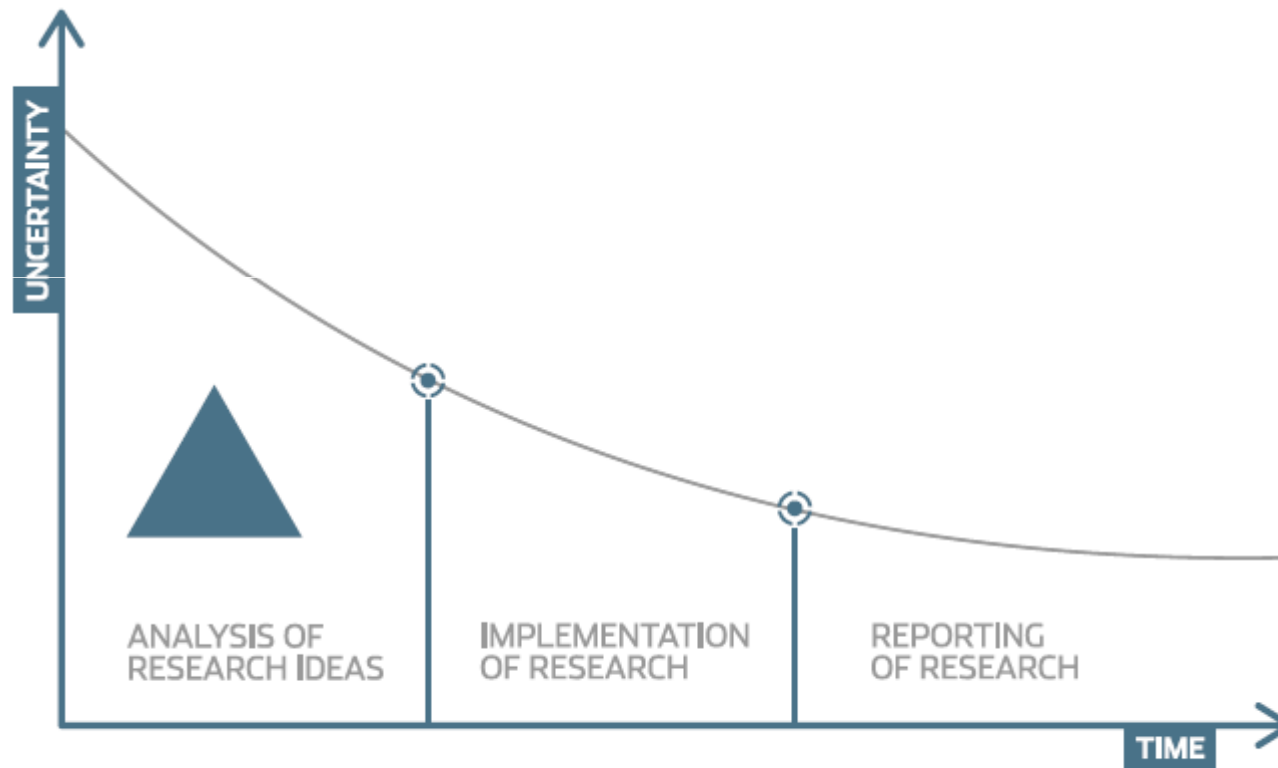 UNCERTAINTY
ANALYSIS OF
RESEARCH IDEAS
IMPLEMENTATION
OF RESEARCH
REPORTING
OF RESEARCH
TIME